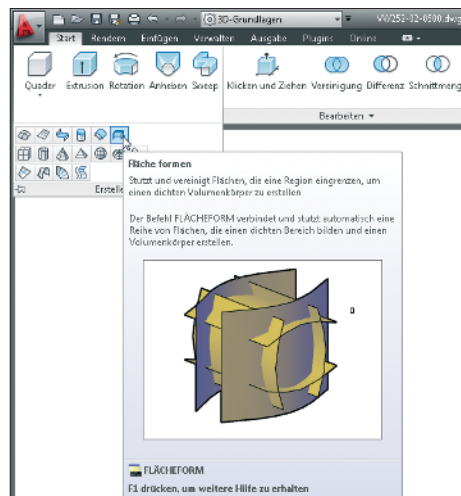 3D-Grundlagen VW252-02-0500.dwg
Start Rendern Einfügen Verwalten Ausgabe Plugins Online
Quader Extrusion Rotation Anheben Sweep Klicken und Ziehen Vereinigung Differenz Schnittmeng
Bearbeiten
Erstelle
Fläche formen
Stutzt und vereinigt Flächen, die eine Region eingrenzen, um
einen dichten Volumenkörper zu erstellen
Der Befehl FLÄCHEFORM verbindet und stutzt automatisch eine
Reihe von Flächen, die einen dichten Bereich bilden und einen
Volumenkörper erstellen.
FLÄCHEFORM
F1 drücken, um weitere Hilfe zu erhalten